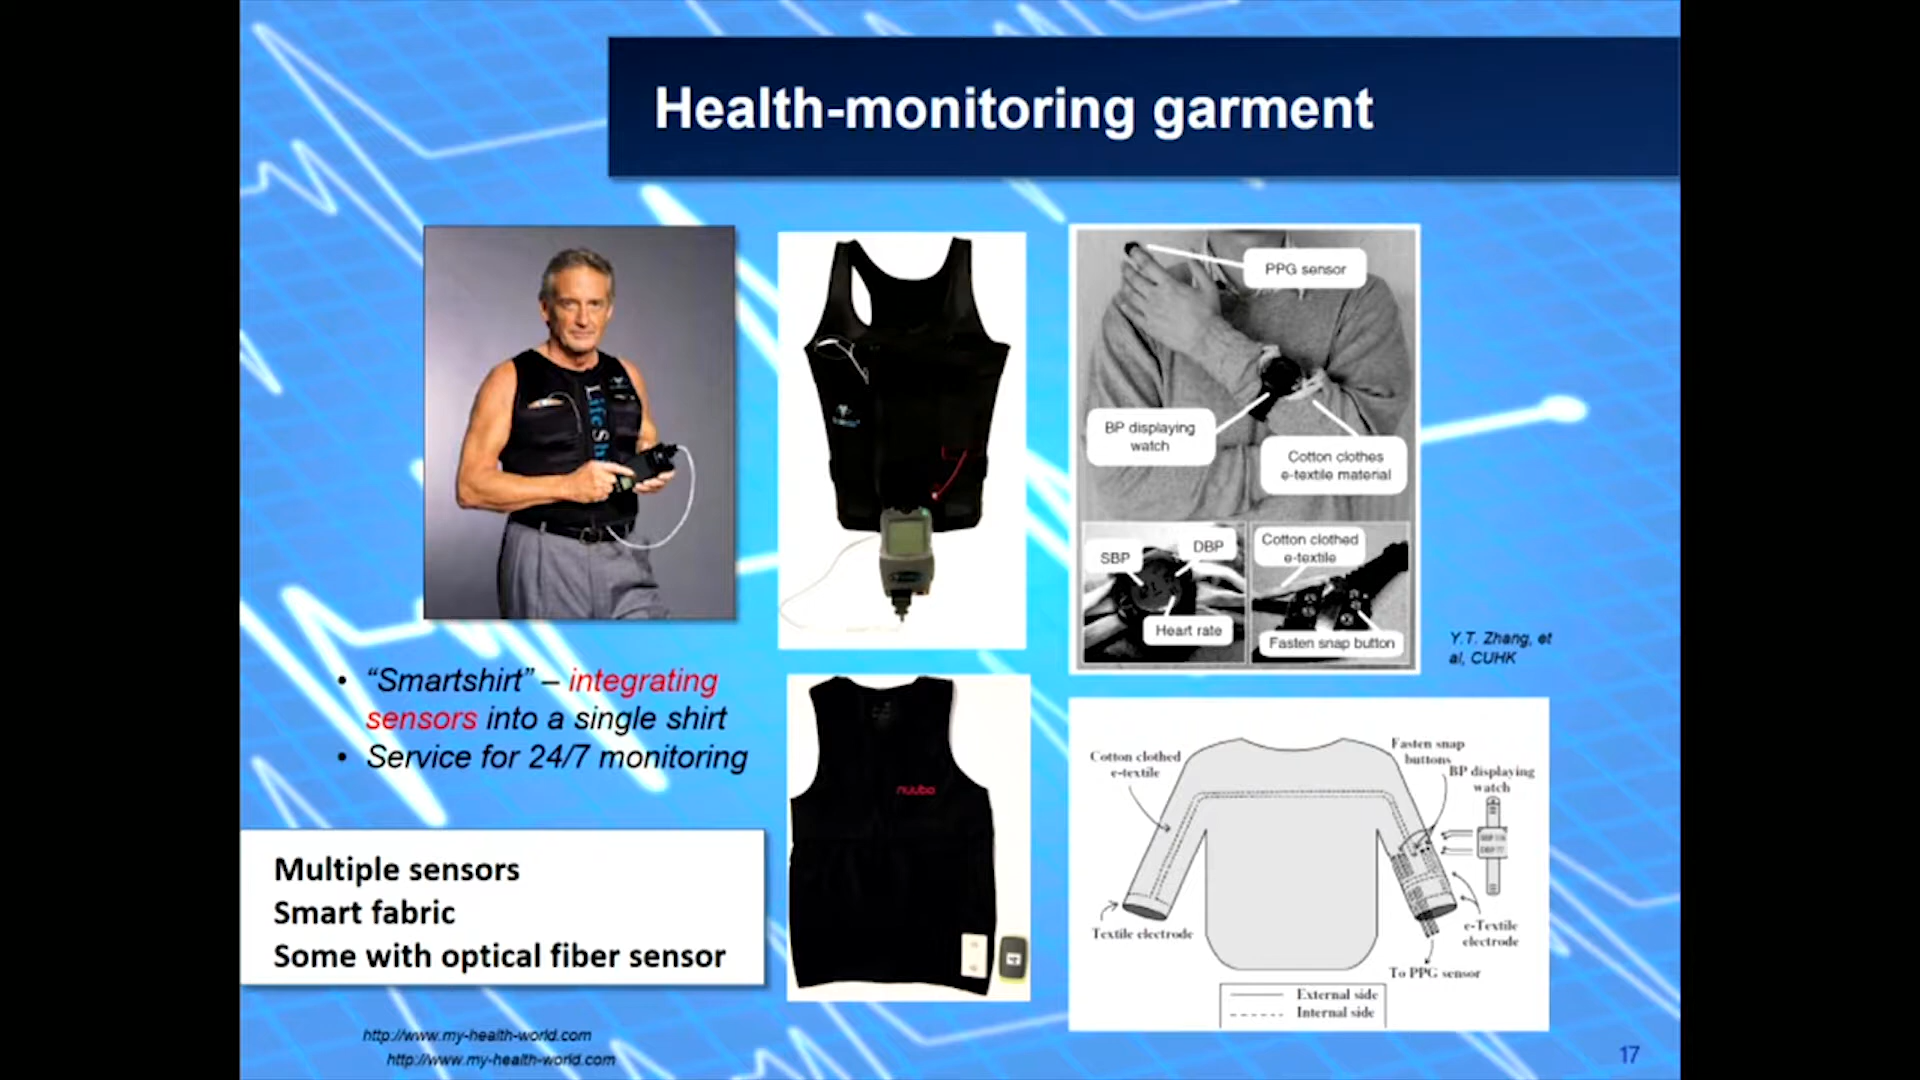 Health-monitoring garment
LifeSh
PPG sensor
BP displaying
watch
Cotton clothes
e-textile material
SBP
DBP
Heart rate
Cotton clothed
e-textile
Fasten snap button
Y.T. Zhang, et
al, CUHK
• “Smartshirt” – integrating
sensors into a single shirt
• Service for 24/7 monitoring
nuubo
Multiple sensors
Smart fabric
Some with optical fiber sensor
Cotton clothed
e-textile
Fasten snap
buttons
BP displaying
watch
Textile electrode
e-Textile
electrode
To PPG sensor
External side
Internal side
http://www.my-health-world.com
http://www.my-health-world.com
17